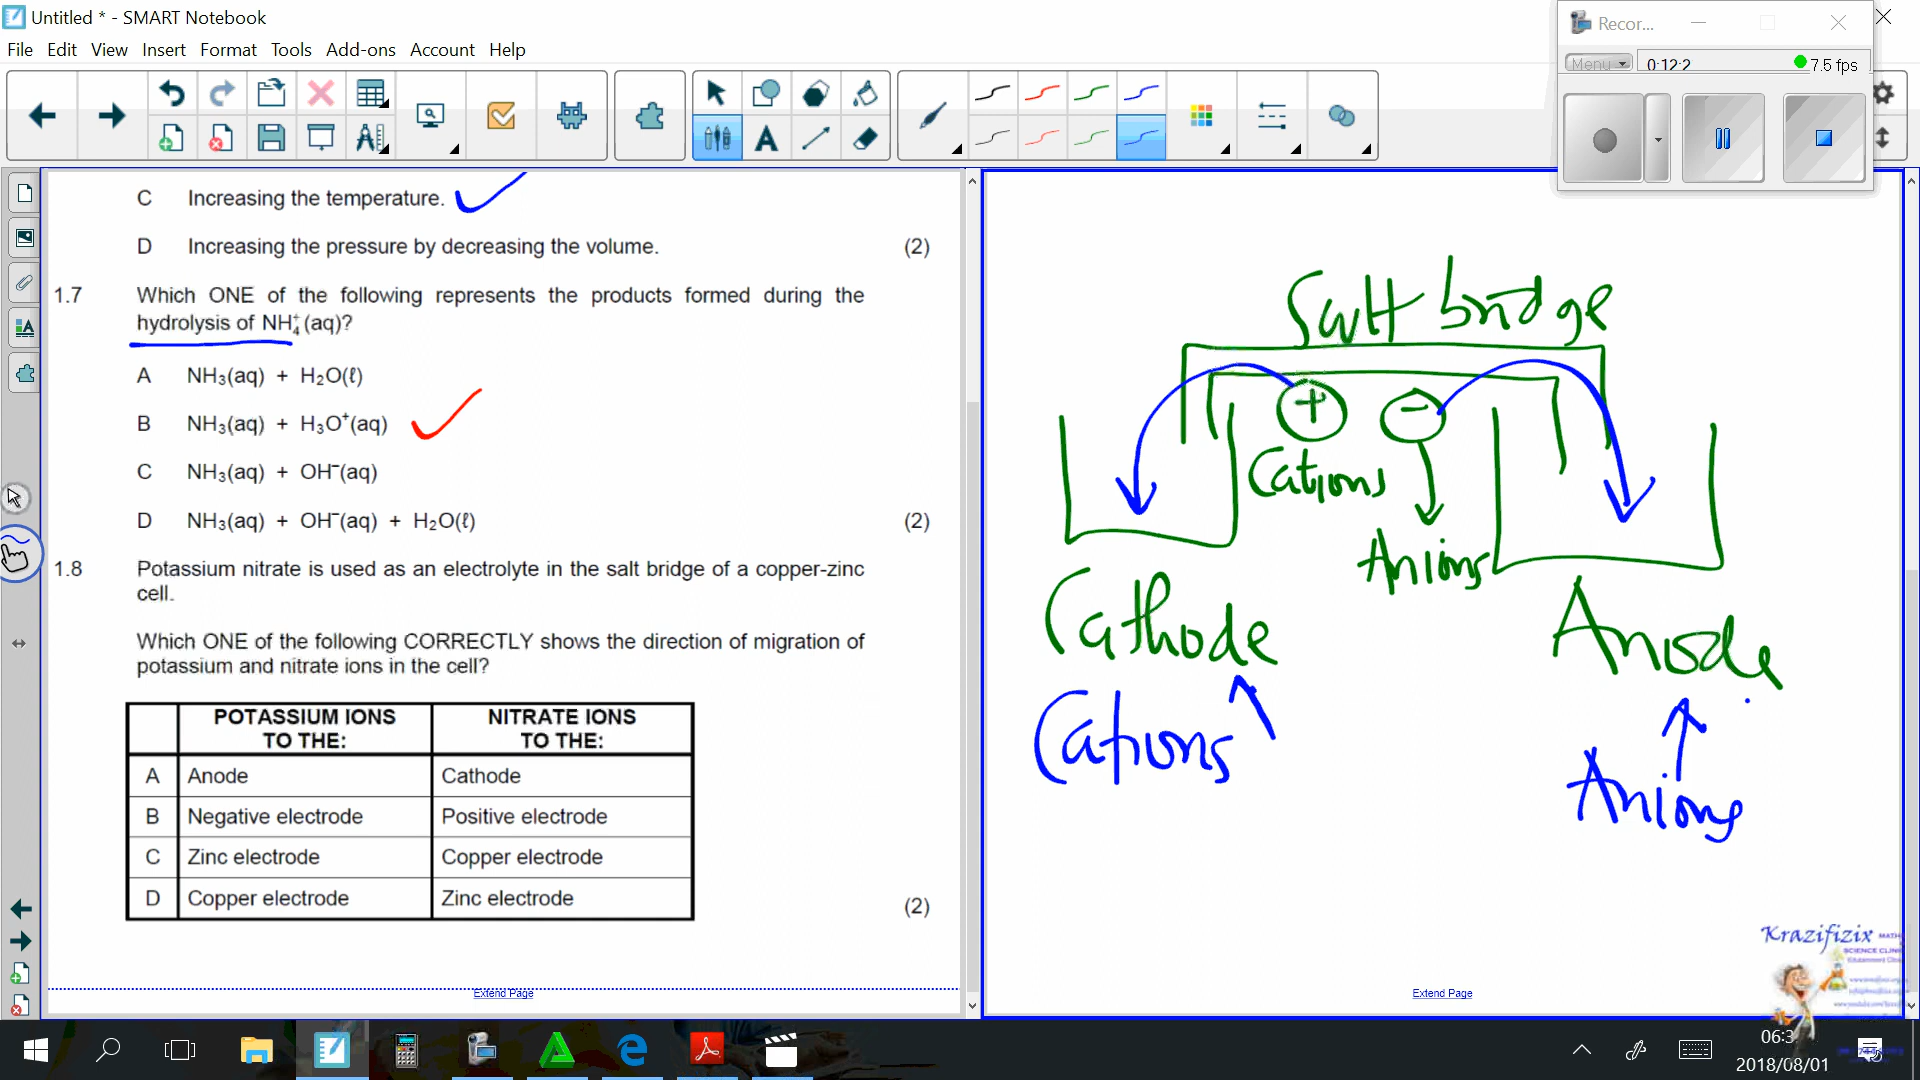 Untitled * - SMART Notebook
File Edit View Insert Format Tools Add-ons Account Help
Recor...
Menu
0:12:2
7.5 fps
C Increasing the temperature.
D Increasing the pressure by decreasing the volume. (2)
1.7 Which ONE of the following represents the products formed during the
hydrolysis of NH₄⁺(aq)?
A NH₃(aq) + H₂O(ℓ)
B NH₃(aq) + H₃O⁺(aq)
C NH₃(aq) + OH⁻(aq)
D NH₃(aq) + OH⁻(aq) + H₂O(ℓ) (2)
1.8 Potassium nitrate is used as an electrolyte in the salt bridge of a copper-zinc
cell.
Which ONE of the following CORRECTLY shows the direction of migration of
potassium and nitrate ions in the cell?
POTASSIUM IONS TO THE: NITRATE IONS TO THE:
A Anode Cathode
B Negative electrode Positive electrode
C Zinc electrode Copper electrode
D Copper electrode Zinc electrode
(2)
Extend Page
Salt bridge
+ −
Cations
Anions
Cathode
Anode
Cations
Anions
Extend Page
Krazifizix MATH
SCIENCE CLINIC
06:3
2018/08/01